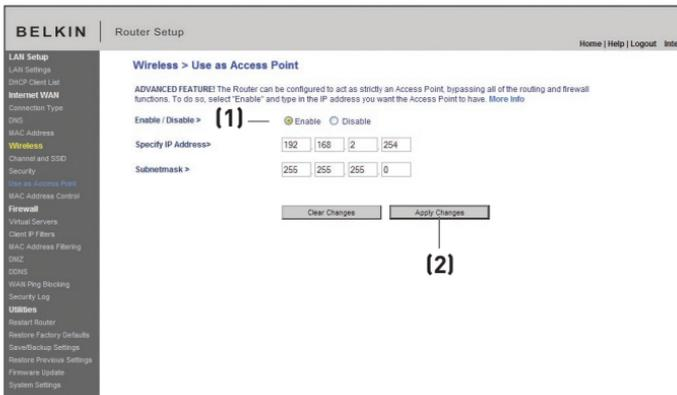 BELKIN
Router Setup
Home | Help | Logout Inte
LAN Setup
LAN Settings
DHCP Client List
Internet WAN
Connection Type
DNS
MAC Address
Wireless
Channel and SSID
Security
Use as Access Point
MAC Address Control
Firewall
Virtual Servers
Client IP Filters
MAC Address Filtering
DMZ
DDNS
WAN Ping Blocking
Security Log
Utilities
Restart Router
Restore Factory Defaults
Save/Backup Settings
Restore Previous Settings
Firmware Update
System Settings
Wireless > Use as Access Point
ADVANCED FEATURE! The Router can be configured to act as strictly an Access Point, bypassing all of the routing and firewall
functions. To do so, select "Enable" and type in the IP address you want the Access Point to have. More Info
Enable / Disable > (1) Enable Disable
Specify IP Address> 192 . 168 . 2 . 254
Subnetmask > 255 . 255 . 255 . 0
Clear Changes Apply Changes
(2)